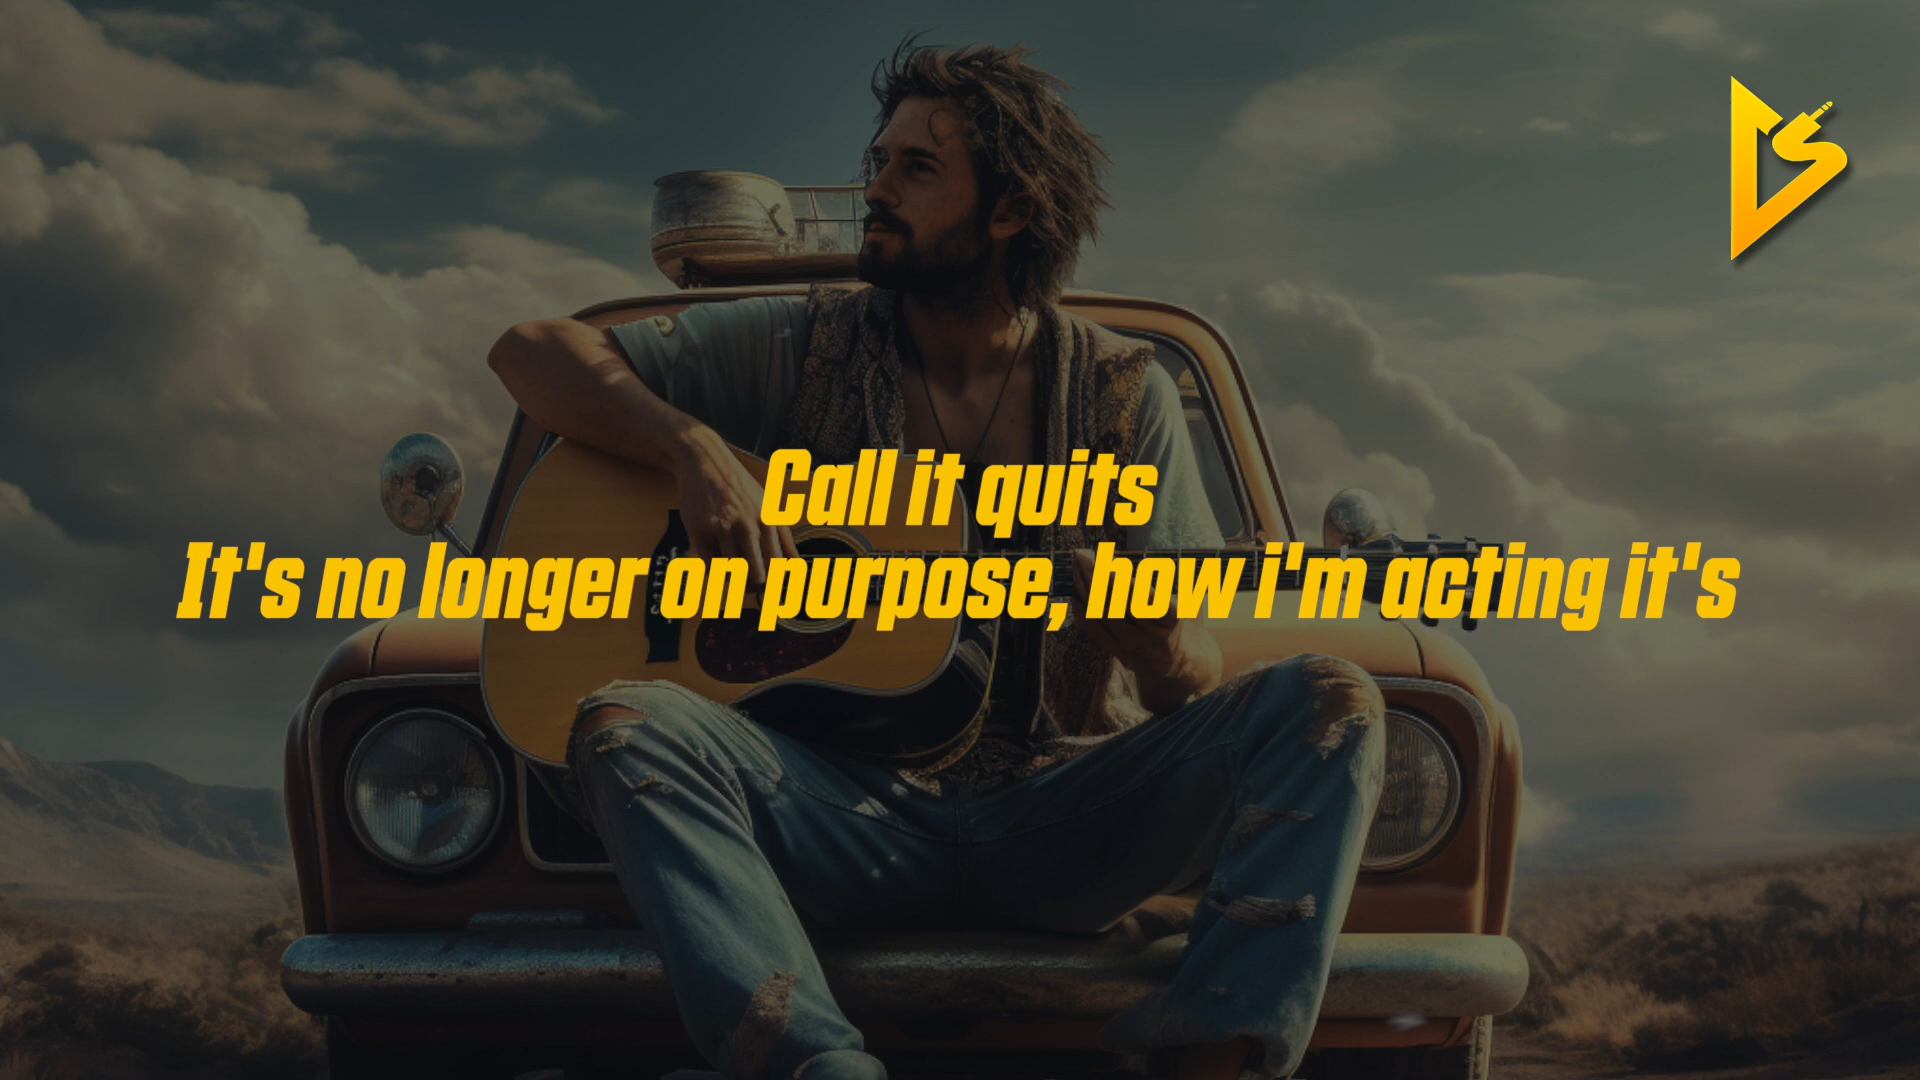 Call it quits
It's no longer on purpose, how i'm acting it's